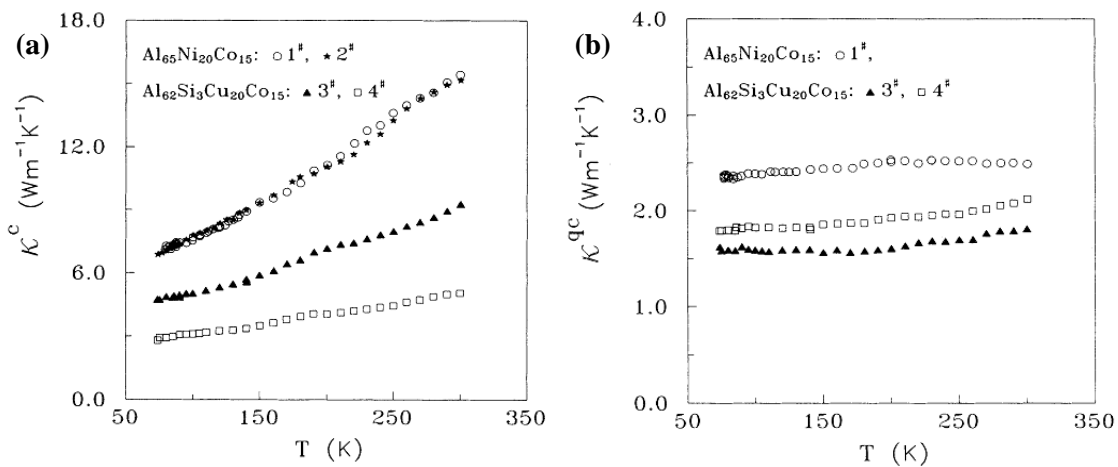 (a)
18.0
12.0
6.0
0.0
κᶜ (Wm⁻¹K⁻¹)
Al₆₅Ni₂₀Co₁₅: ○ 1♯, ★ 2♯
Al₆₂Si₃Cu₂₀Co₁₅: ▲ 3♯, □ 4♯
50 150 250 350
T (K)
(b)
4.0
3.0
2.0
1.0
0.0
κ^qc (Wm⁻¹K⁻¹)
Al₆₅Ni₂₀Co₁₅: ○ 1♯,
Al₆₂Si₃Cu₂₀Co₁₅: ▲ 3♯, □ 4♯
50 150 250 350
T (K)